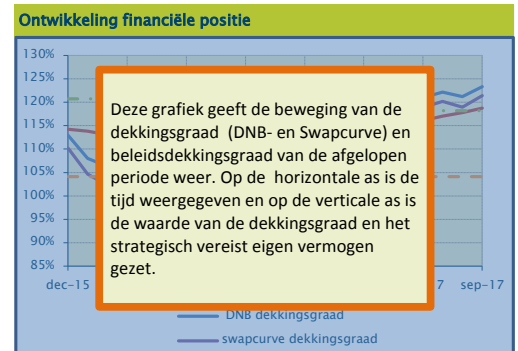 Ontwikkeling financiële positie
130%
125%
120%
115%
110%
105%
100%
95%
90%
85%
Deze grafiek geeft de beweging van de
dekkingsgraad (DNB- en Swapcurve) en
beleidsdekkingsgraad van de afgelopen
periode weer. Op de horizontale as is de
tijd weergegeven en op de verticale as is
de waarde van de dekkingsgraad en het
strategisch vereist eigen vermogen
gezet.
dec-15 7 sep-17
DNB dekkingsgraad
swapcurve dekkingsgraad